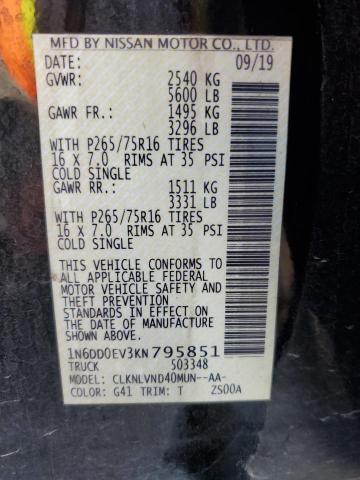 MFD BY NISSAN MOTOR CO., LTD.
DATE: 09/19
GVWR: 2540 KG
5600 LB
GAWR FR.: 1495 KG
3296 LB
WITH P265/75R16 TIRES
16 X 7.0 RIMS AT 35 PSI
COLD SINGLE
GAWR RR.: 1511 KG
3331 LB
WITH P265/75R16 TIRES
16 X 7.0 RIMS AT 35 PSI
COLD SINGLE
THIS VEHICLE CONFORMS TO
ALL APPLICABLE FEDERAL
MOTOR VEHICLE SAFETY
AND THEFT PREVENTION
STANDARDS IN EFFECT ON
THE DATE OF MANUFACTURE
SHOWN ABOVE.
1N6DD0EV3KN795851
TRUCK 503348
MODEL: CLKNLVND40MUN--AA-
COLOR: G41 TRIM: T ZS00A